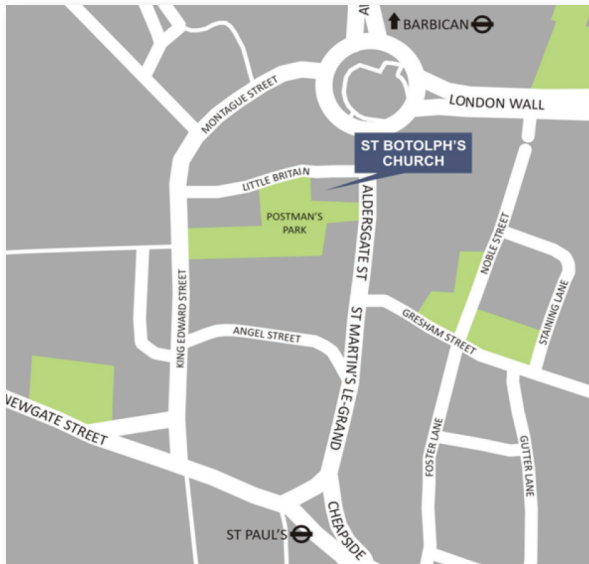 BARBICAN
LONDON WALL
MONTAGUE STREET
ST BOTOLPH'S
CHURCH
LITTLE BRITAIN
POSTMAN'S
PARK
ALDERSGATE ST
NOBLE STREET
STAINING LANE
KING EDWARD STREET
ANGEL STREET
ST MARTIN'S LE-GRAND
GRESHAM STREET
NEWGATE STREET
FOSTER LANE
GUTTER LANE
CHEAPSIDE
ST PAUL'S